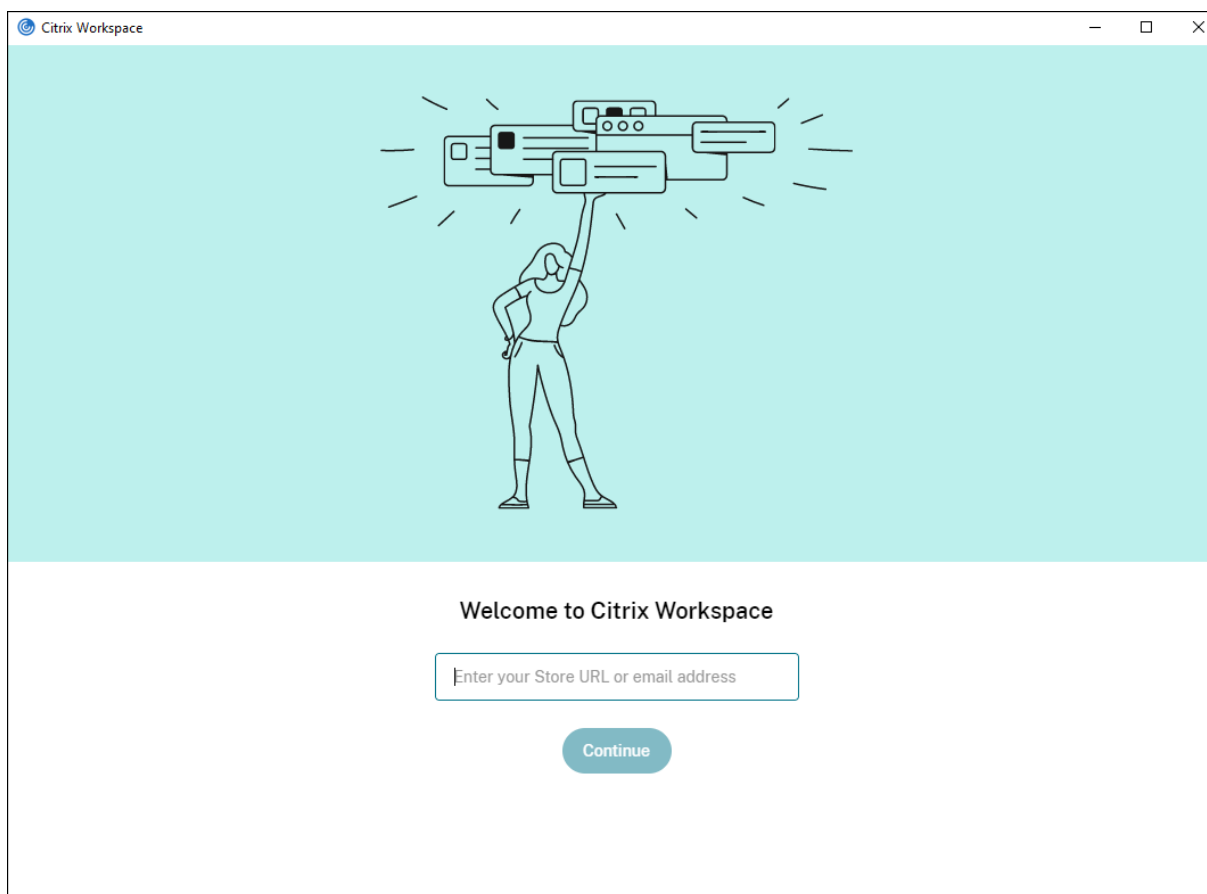 Citrix Workspace
Welcome to Citrix Workspace
Enter your Store URL or email address
Continue